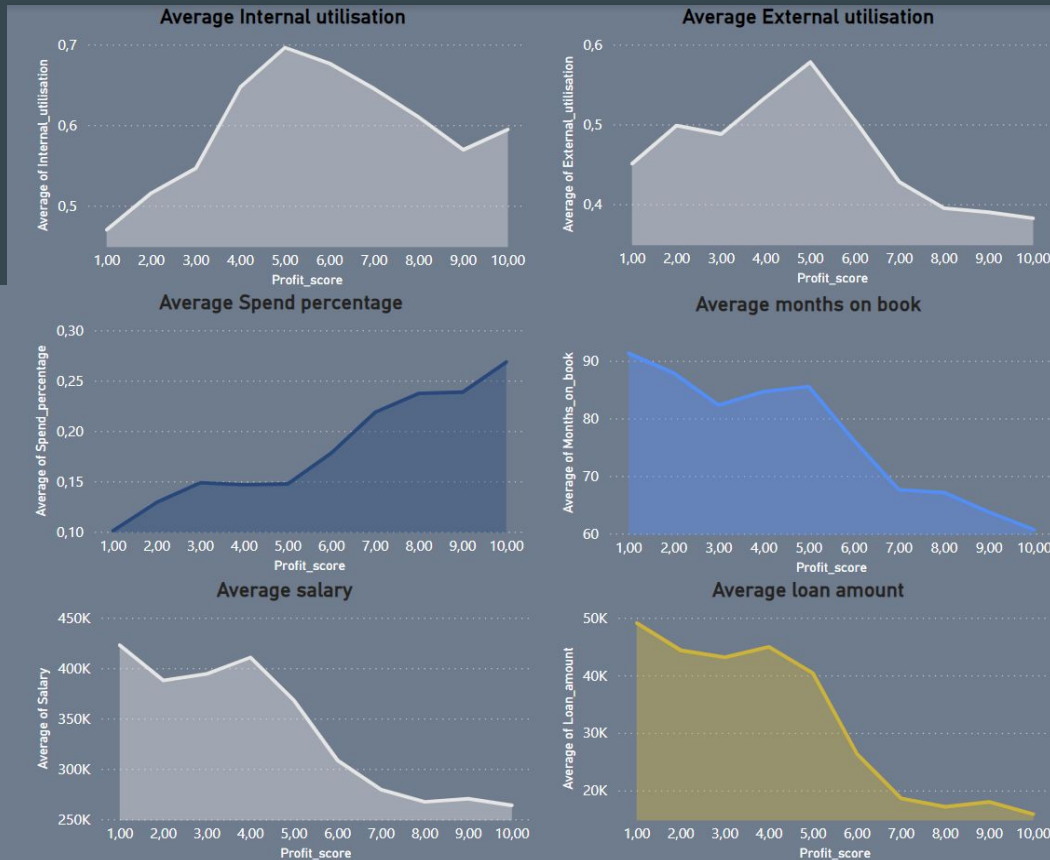 Average Internal utilisation
Average of Internal_utilisation
0,7
0,6
0,5
1,00 2,00 3,00 4,00 5,00 6,00 7,00 8,00 9,00 10,00
Profit_score
Average External utilisation
Average of External_utilisation
0,6
0,5
0,4
1,00 2,00 3,00 4,00 5,00 6,00 7,00 8,00 9,00 10,00
Profit_score
Average Spend percentage
Average of Spend_percentage
0,30
0,25
0,20
0,15
0,10
1,00 2,00 3,00 4,00 5,00 6,00 7,00 8,00 9,00 10,00
Profit_score
Average months on book
Average of Months_on_book
90
80
70
60
1,00 2,00 3,00 4,00 5,00 6,00 7,00 8,00 9,00 10,00
Profit_score
Average salary
Average of Salary
450K
400K
350K
300K
250K
1,00 2,00 3,00 4,00 5,00 6,00 7,00 8,00 9,00 10,00
Profit_score
Average loan amount
Average of Loan_amount
50K
40K
30K
20K
1,00 2,00 3,00 4,00 5,00 6,00 7,00 8,00 9,00 10,00
Profit_score